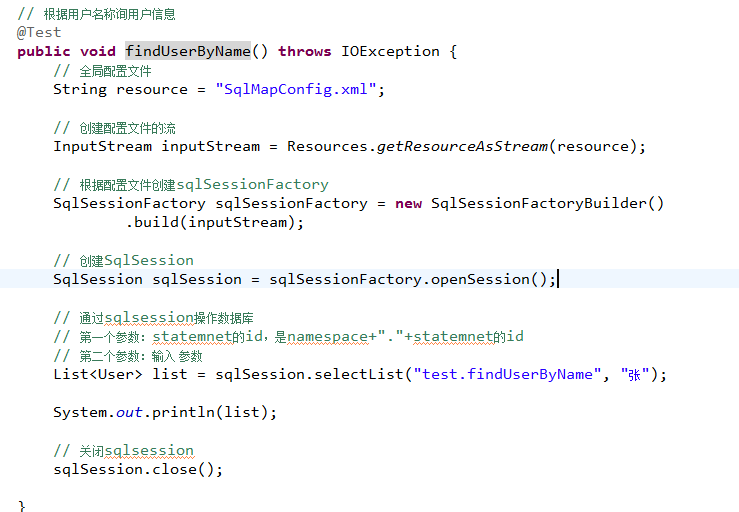 // 根据用户名称询用户信息
@Test
public void findUserByName() throws IOException {
// 全局配置文件
String resource = "SqlMapConfig.xml";
// 创建配置文件的流
InputStream inputStream = Resources.getResourceAsStream(resource);
// 根据配置文件创建sqlSessionFactory
SqlSessionFactory sqlSessionFactory = new SqlSessionFactoryBuilder()
.build(inputStream);
// 创建SqlSession
SqlSession sqlSession = sqlSessionFactory.openSession();
// 通过sqlsession操作数据库
// 第一个参数：statemnet的id，是namespace+"."+statemnet的id
// 第二个参数：输入 参数
List<User> list = sqlSession.selectList("test.findUserByName", "张");
System.out.println(list);
// 关闭sqlsession
sqlSession.close();
}